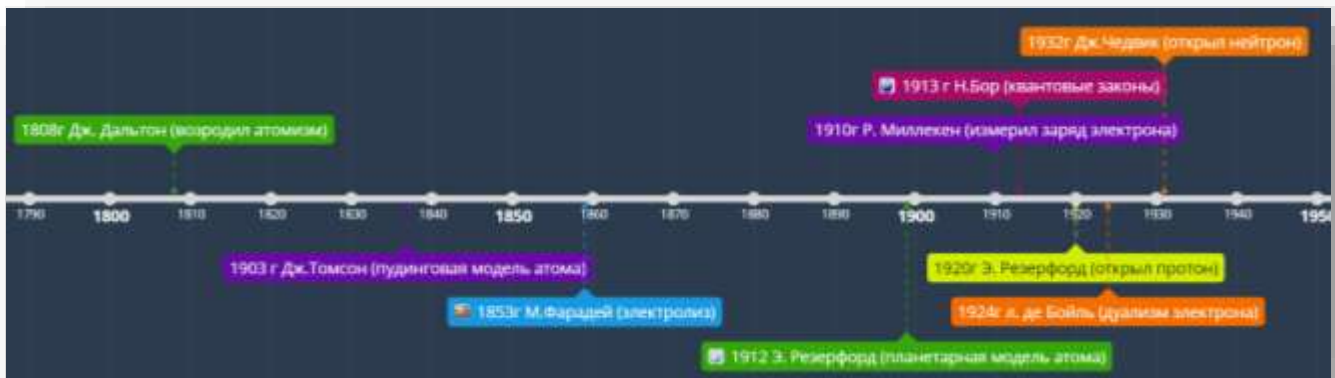 1932г Дж.Чедвик (открыл нейтрон)
1913 г Н.Бор (квантовые законы)
1808г Дж. Дальтон (возродил атомизм)
1910г Р. Миллекен (измерил заряд электрона)
1790 1800 1810 1820 1830 1840 1850 1860 1870 1880 1890 1900 1910 1920 1930 1940 1950
1903 г Дж.Томсон (пудинговая модель атома)
1920г Э. Резерфорд (открыл протон)
1853г М.Фарадей (электролиз)
1924г л. де Бойль (дуализм электрона)
1912 Э. Резерфорд (планетарная модель атома)